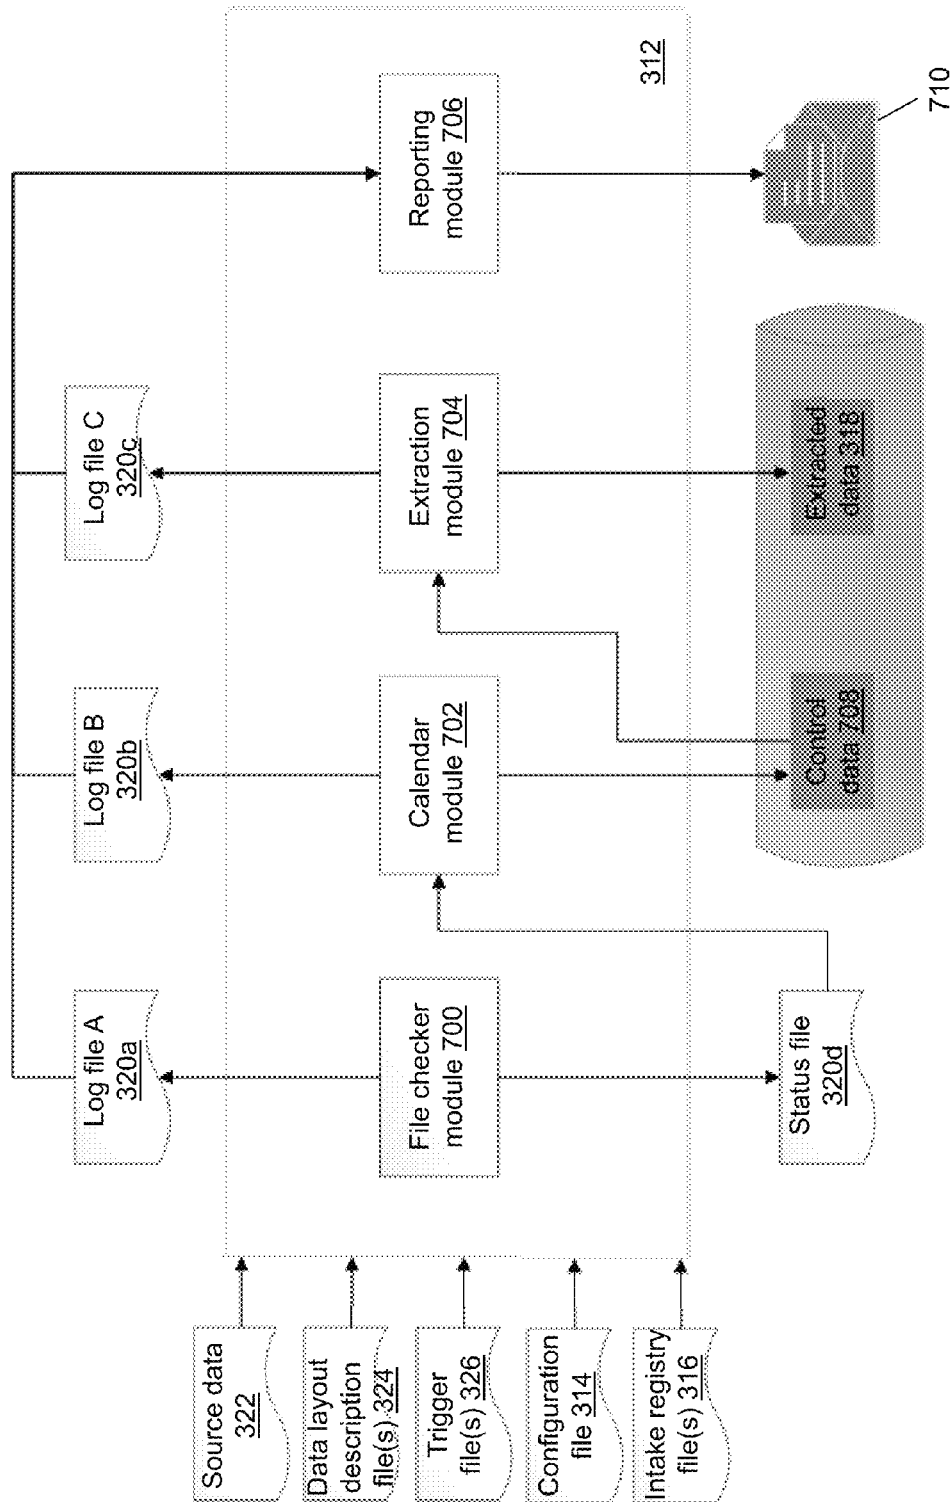 Log file A
320a
Log file B
320b
Log file C
320c
Source data
322
Data layout
description
file(s) 324
Trigger
file(s) 326
Configuration
file 314
Intake registry
file(s) 316
File checker
module 700
Calendar
module 702
Extraction
module 704
Reporting
module 706
312
Status file
320d
Control
data 708
Extracted
data 318
710